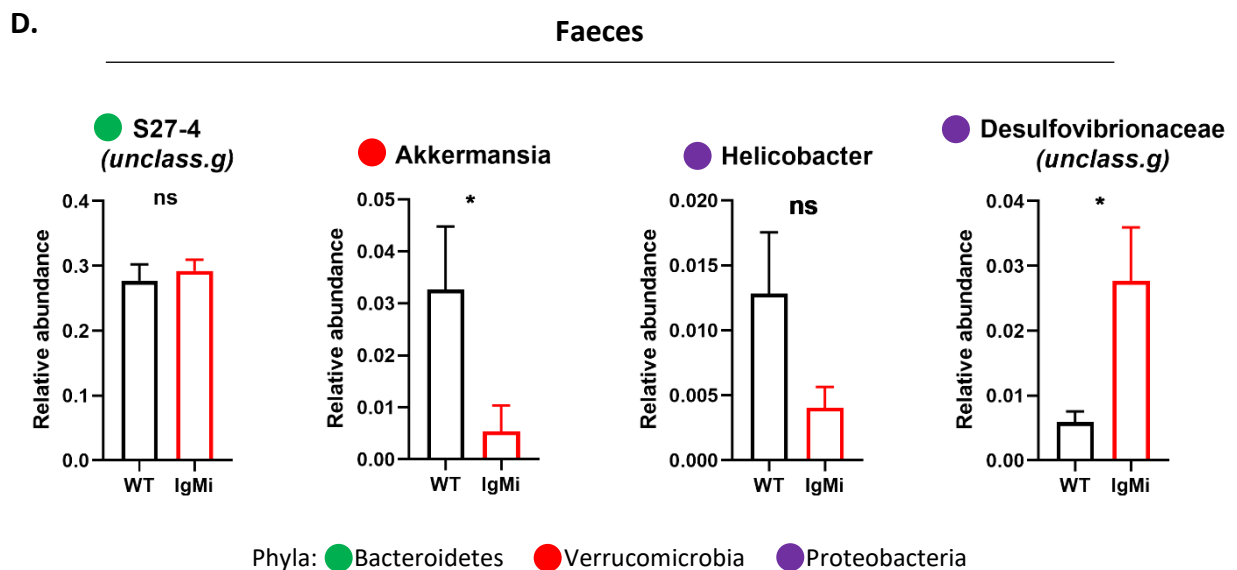 D.
Faeces
S27-4
(unclass.g)
ns
Relative abundance
0.4
0.3
0.2
0.1
0.0
WT IgMi
Akkermansia
*
Relative abundance
0.05
0.04
0.03
0.02
0.01
0.00
WT IgMi
Helicobacter
ns
Relative abundance
0.020
0.015
0.010
0.005
0.000
WT IgMi
Desulfovibrionaceae
(unclass.g)
*
Relative abundance
0.04
0.03
0.02
0.01
0.00
WT IgMi
Phyla: Bacteroidetes Verrucomicrobia Proteobacteria